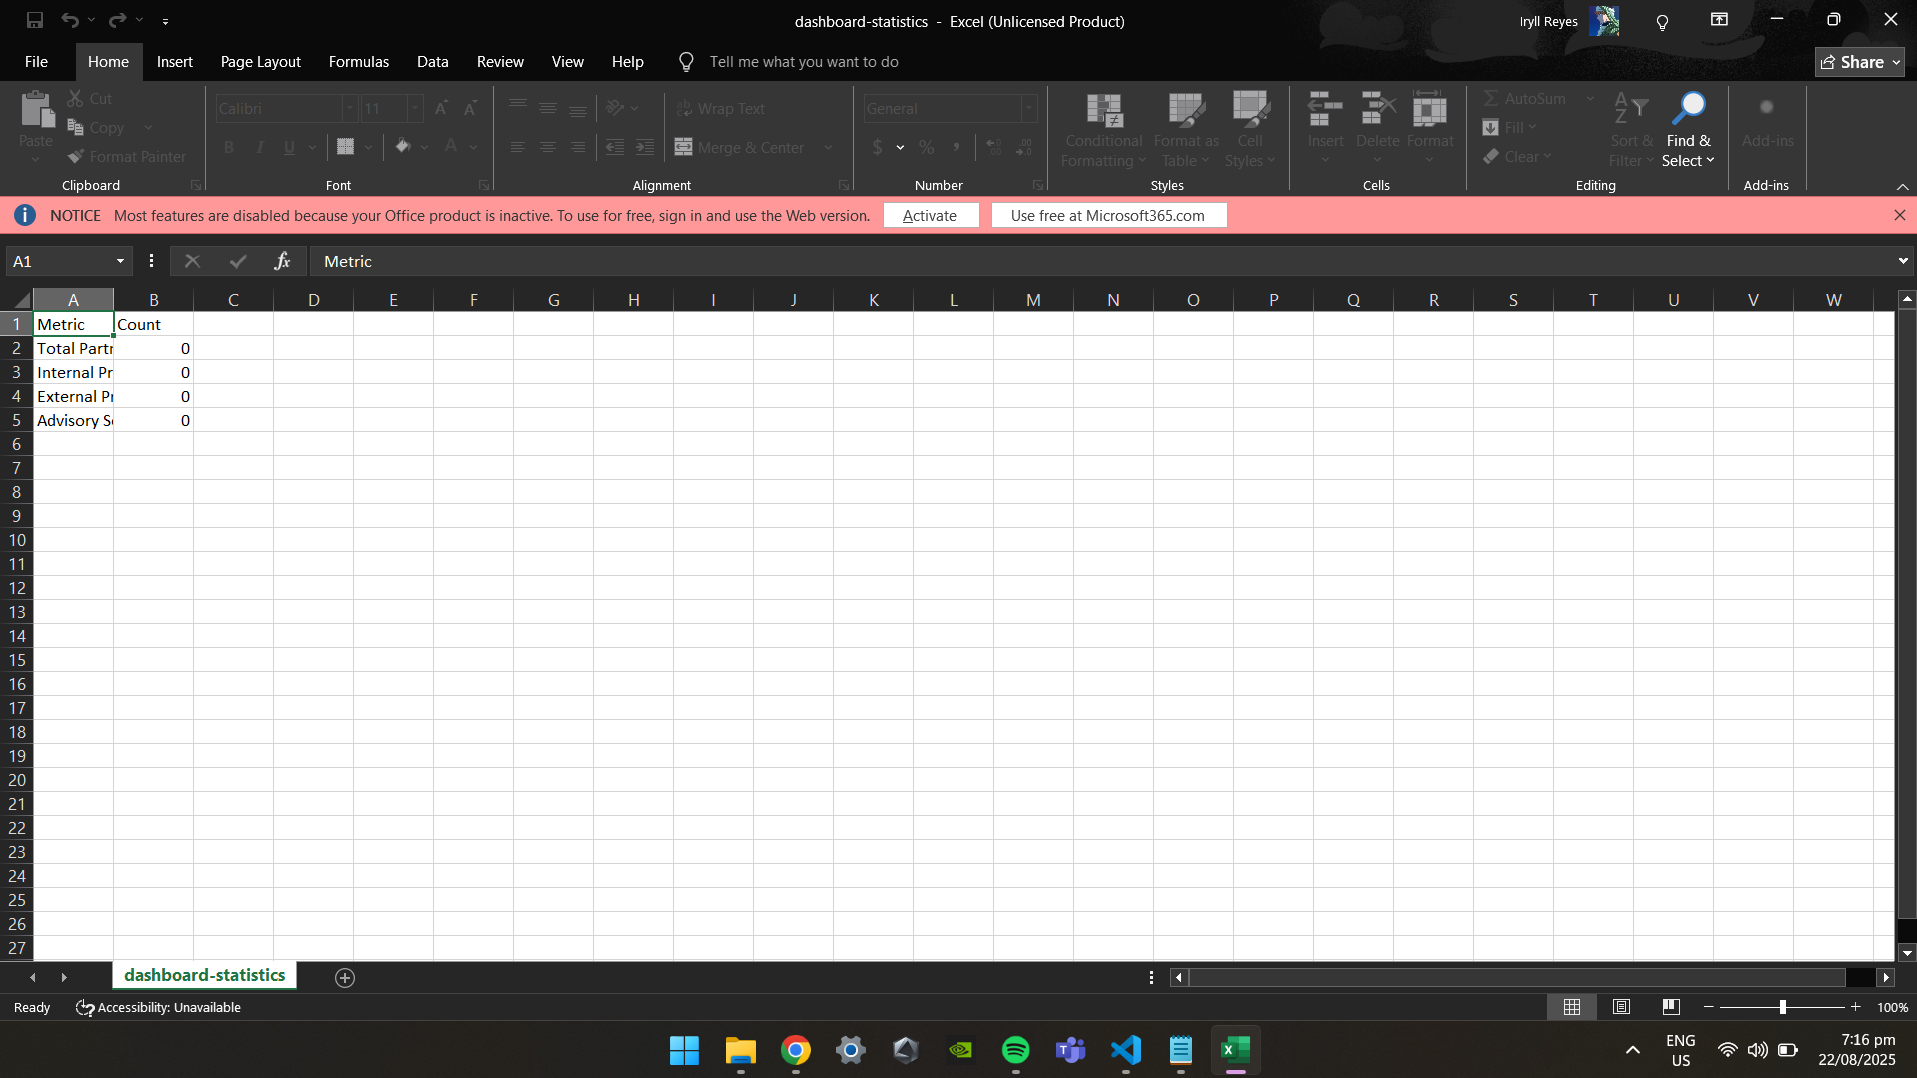 dashboard-statistics - Excel (Unlicensed Product)
Iryll Reyes
File Home Insert Page Layout Formulas Data Review View Help Tell me what you want to do Share
Paste
Cut
Copy
Format Painter
Clipboard
Calibri 11
B I U
Font
Wrap Text
Merge & Center
Alignment
General
$ % ,
Number
Conditional Formatting
Format as Table
Cell Styles
Styles
Insert Delete Format
Cells
AutoSum
Fill
Clear
Sort & Filter
Find & Select
Editing
Add-ins
Add-ins
NOTICE Most features are disabled because your Office product is inactive. To use for free, sign in and use the Web version. Activate Use free at Microsoft365.com
A1 fx Metric
A B C D E F G H I J K L M N O P Q R S T U V W
1 Metric Count
2 Total Partr 0
3 Internal Pr 0
4 External Pr 0
5 Advisory Se 0
6
7
8
9
10
11
12
13
14
15
16
17
18
19
20
21
22
23
24
25
26
27
dashboard-statistics
Ready Accessibility: Unavailable 100%
ENG
US
7:16 pm
22/08/2025